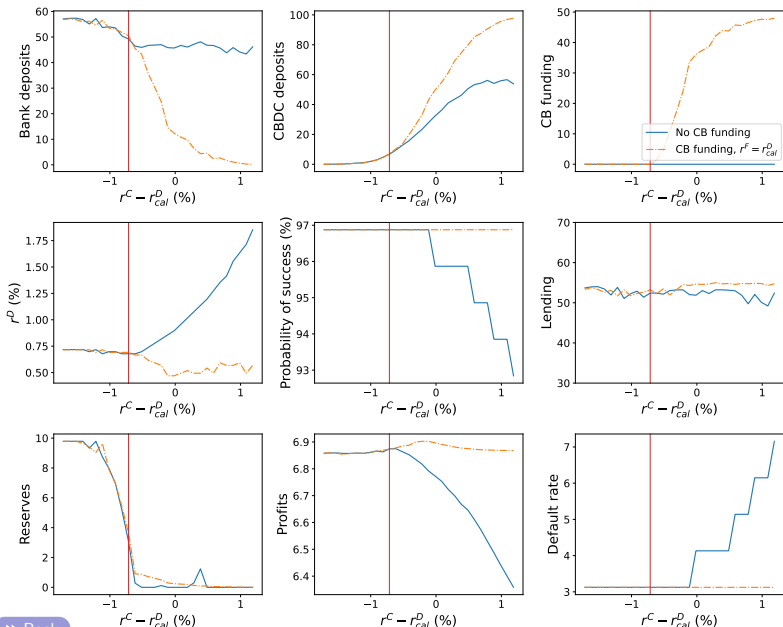 60
50
40
30
20
10
0
Bank deposits
−1 0 1
r^C − r^D_cal (%)
100
80
60
40
20
0
CBDC deposits
−1 0 1
r^C − r^D_cal (%)
50
40
30
20
10
0
CB funding
No CB funding
CB funding, r^F = r^D_cal
−1 0 1
r^C − r^D_cal (%)
1.75
1.50
1.25
1.00
0.75
0.50
r^D (%)
−1 0 1
r^C − r^D_cal (%)
97
96
95
94
93
Probability of success (%)
−1 0 1
r^C − r^D_cal (%)
70
60
50
40
30
Lending
−1 0 1
r^C − r^D_cal (%)
10
8
6
4
2
0
Reserves
−1 0 1
r^C − r^D_cal (%)
6.9
6.8
6.7
6.6
6.5
6.4
Profits
−1 0 1
r^C − r^D_cal (%)
7
6
5
4
3
Default rate
−1 0 1
r^C − r^D_cal (%)